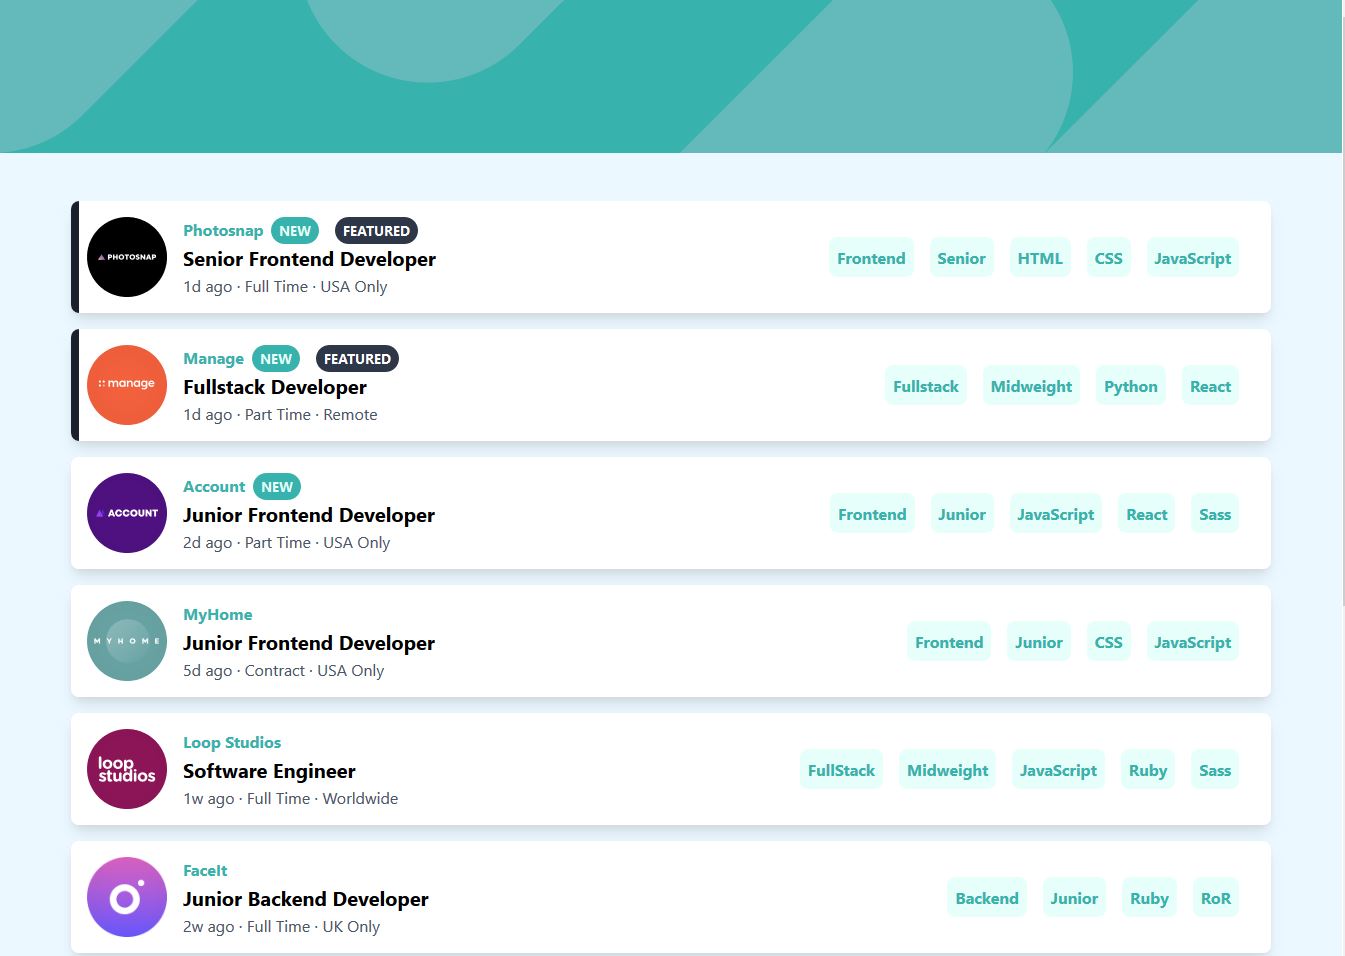 PHOTOSNAP
Photosnap NEW FEATURED
Senior Frontend Developer
1d ago · Full Time · USA Only
Frontend Senior HTML CSS JavaScript
manage
Manage NEW FEATURED
Fullstack Developer
1d ago · Part Time · Remote
Fullstack Midweight Python React
ACCOUNT
Account NEW
Junior Frontend Developer
2d ago · Part Time · USA Only
Frontend Junior JavaScript React Sass
MYHOME
MyHome
Junior Frontend Developer
5d ago · Contract · USA Only
Frontend Junior CSS JavaScript
loop
studios
Loop Studios
Software Engineer
1w ago · Full Time · Worldwide
FullStack Midweight JavaScript Ruby Sass
FaceIt
Junior Backend Developer
2w ago · Full Time · UK Only
Backend Junior Ruby RoR